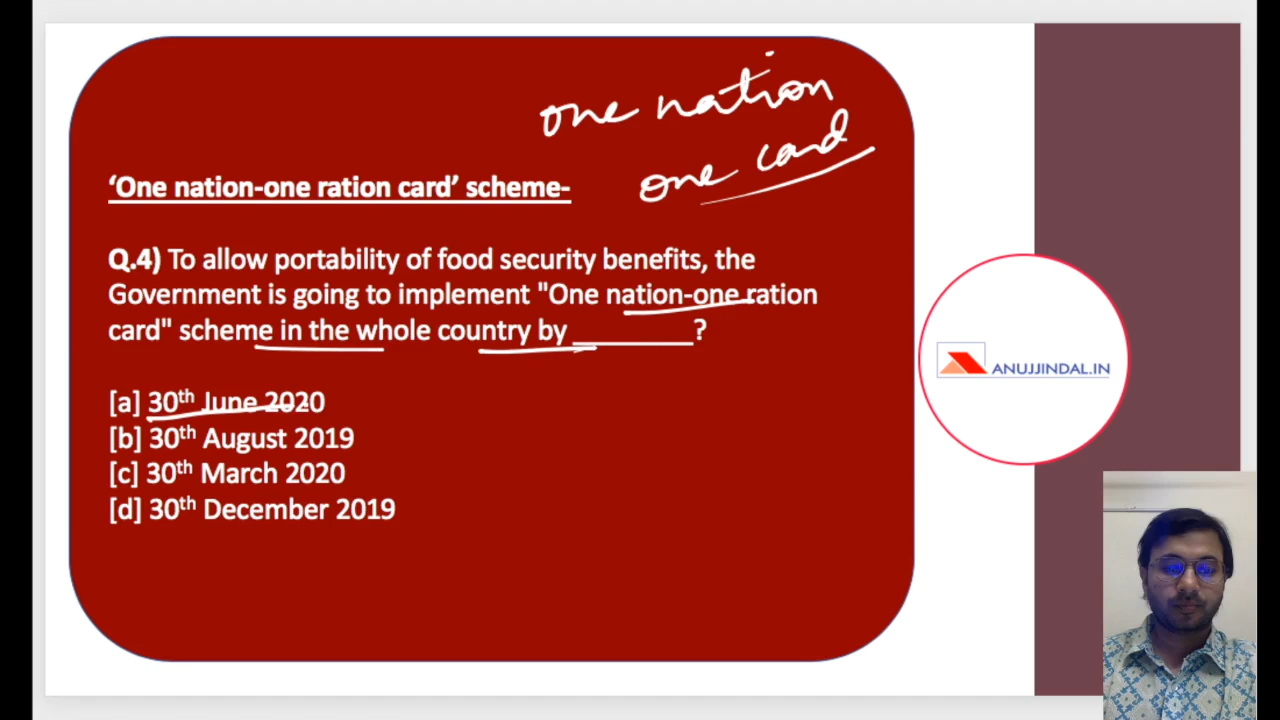 one nation
one card
‘One nation-one ration card’ scheme-
Q.4) To allow portability of food security benefits, the
Government is going to implement "One nation-one ration
card" scheme in the whole country by _________?
[a] 30th June 2020
[b] 30th August 2019
[c] 30th March 2020
[d] 30th December 2019
ANUJJINDAL.IN